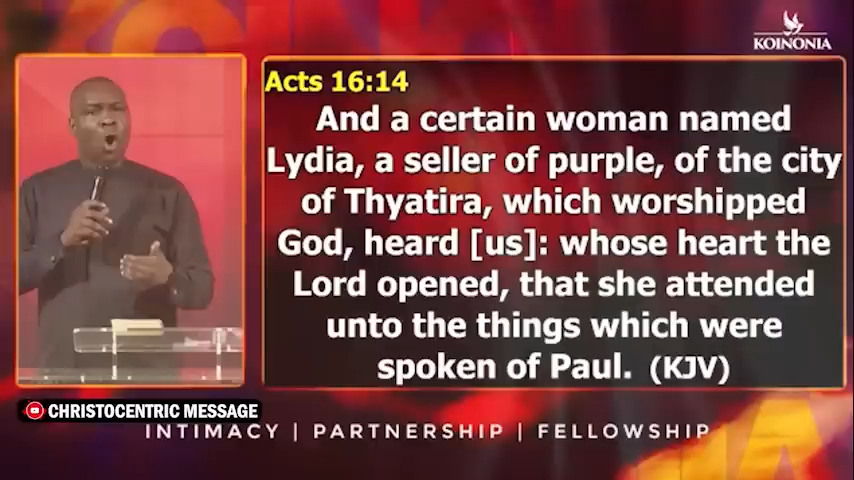 KOINONIA
Acts 16:14
And a certain woman named
Lydia, a seller of purple, of the city
of Thyatira, which worshipped
God, heard [us]: whose heart the
Lord opened, that she attended
unto the things which were
spoken of Paul. (KJV)
CHRISTOCENTRIC MESSAGE
INTIMACY | PARTNERSHIP | FELLOWSHIP